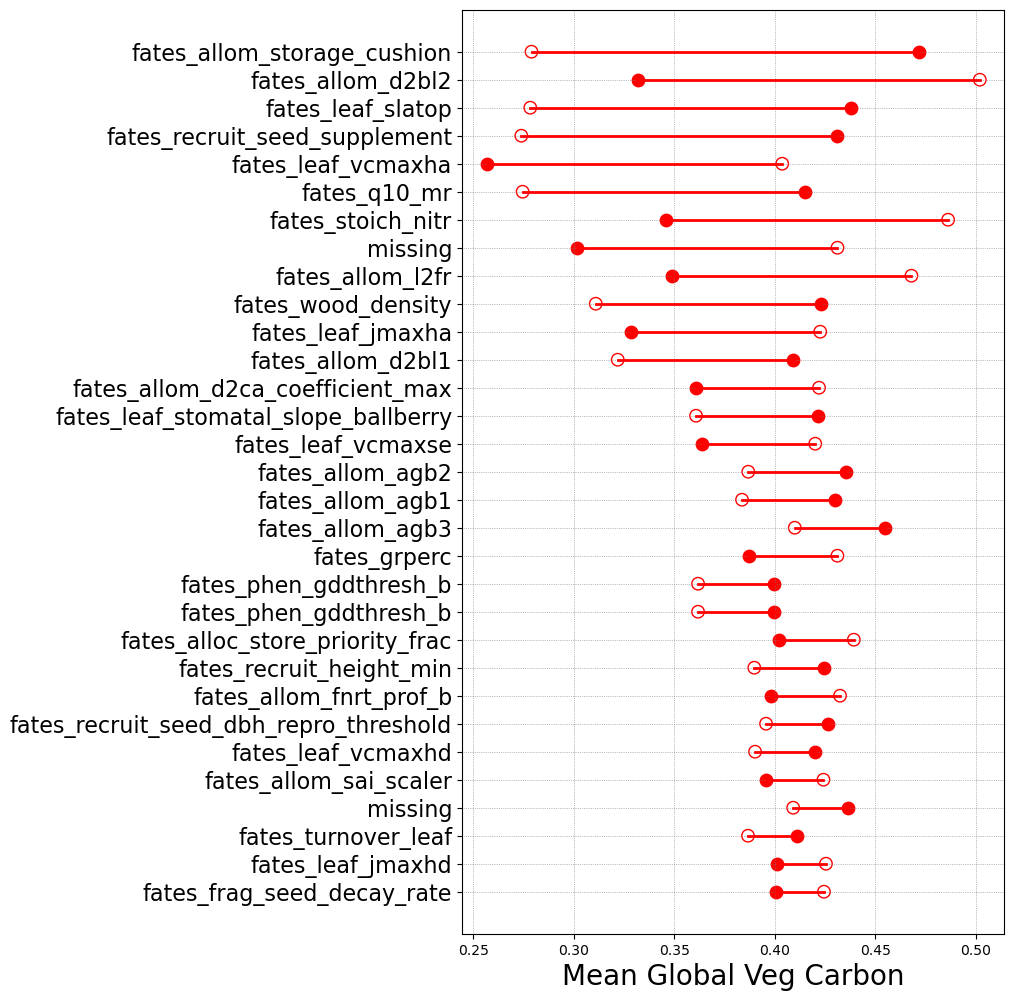 fates_allom_storage_cushion
fates_allom_d2bl2
fates_leaf_slatop
fates_recruit_seed_supplement
fates_leaf_vcmaxha
fates_q10_mr
fates_stoich_nitr
missing
fates_allom_l2fr
fates_wood_density
fates_leaf_jmaxha
fates_allom_d2bl1
fates_allom_d2ca_coefficient_max
fates_leaf_stomatal_slope_ballberry
fates_leaf_vcmaxse
fates_allom_agb2
fates_allom_agb1
fates_allom_agb3
fates_grperc
fates_phen_gddthresh_b
fates_phen_gddthresh_b
fates_alloc_store_priority_frac
fates_recruit_height_min
fates_allom_fnrt_prof_b
fates_recruit_seed_dbh_repro_threshold
fates_leaf_vcmaxhd
fates_allom_sai_scaler
missing
fates_turnover_leaf
fates_leaf_jmaxhd
fates_frag_seed_decay_rate
0.25 0.30 0.35 0.40 0.45 0.50
Mean Global Veg Carbon